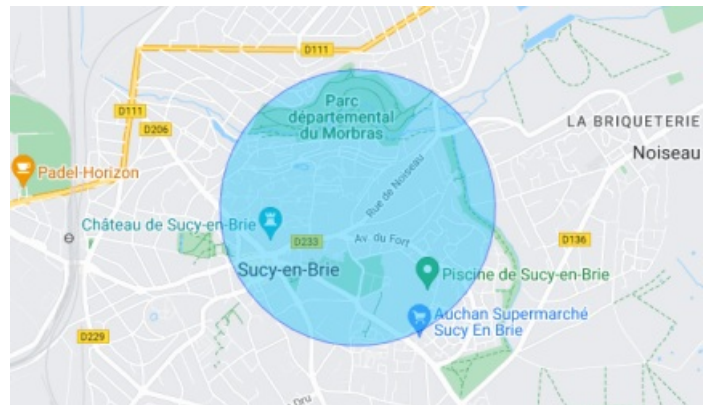 D111
Parc
départemental
du Morbras
D111
D206
LA BRIQUETERIE
Noiseau
Padel-Horizon
Rue de Noiseau
Château de Sucy-en-Brie
D233
Av. du Fort
D136
Sucy-en-Brie
Piscine de Sucy-en-Brie
Auchan Supermarché
Sucy En Brie
D229
Dru